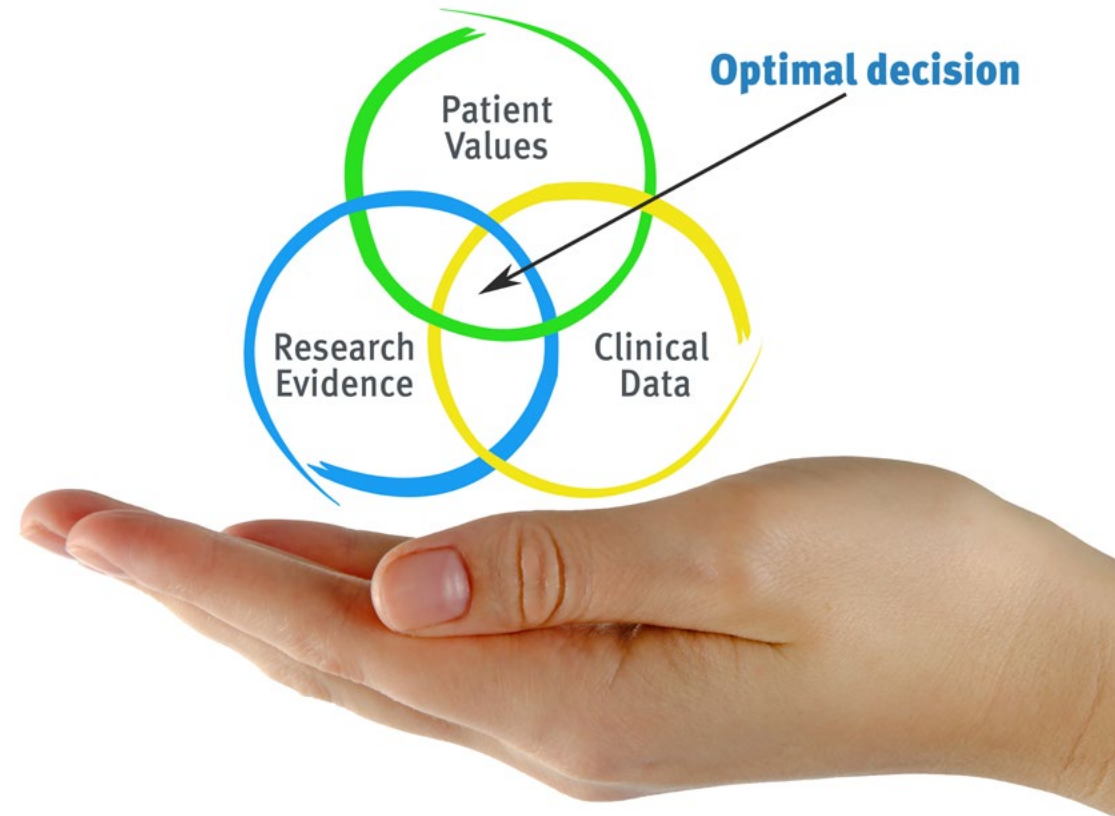 Optimal decision
Patient
Values
Research
Evidence
Clinical
Data